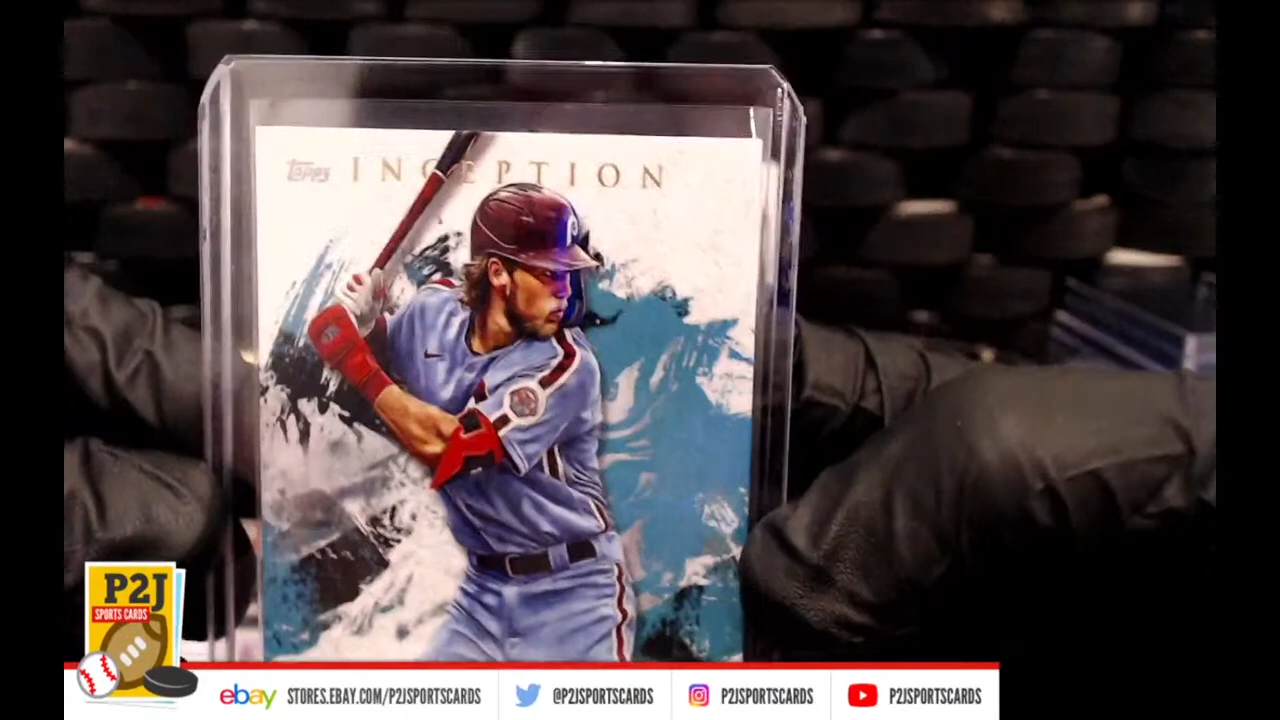 Topps INCEPTION
P
P2J
SPORTS CARDS
ebay STORES.EBAY.COM/P2JSPORTSCARDS @P2JSPORTSCARDS P2JSPORTSCARDS P2JSPORTSCARDS